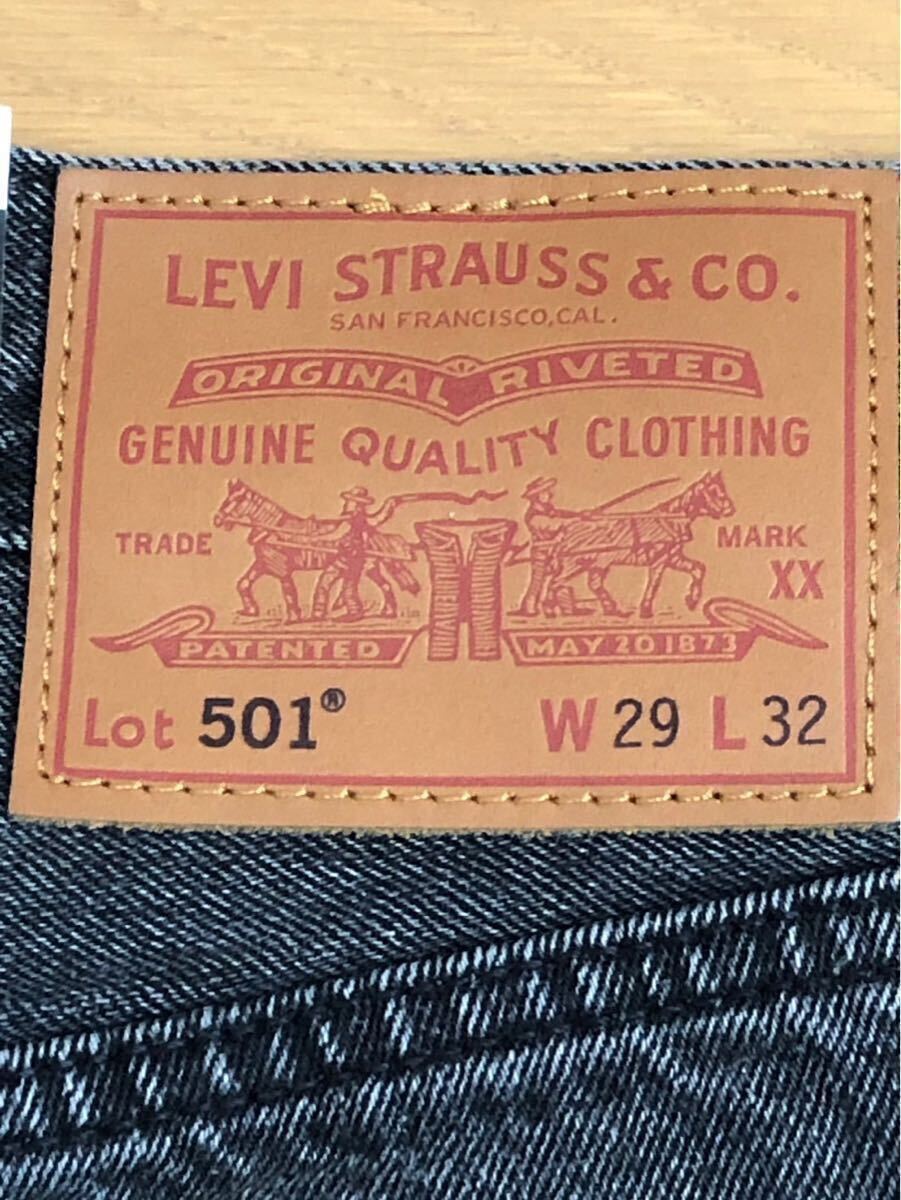 LEVI STRAUSS & CO.
SAN FRANCISCO, CAL.
ORIGINAL RIVETED
GENUINE QUALITY CLOTHING
TRADE MARK
XX
PATENTED MAY 20 1873
Lot 501® W 29 L 32